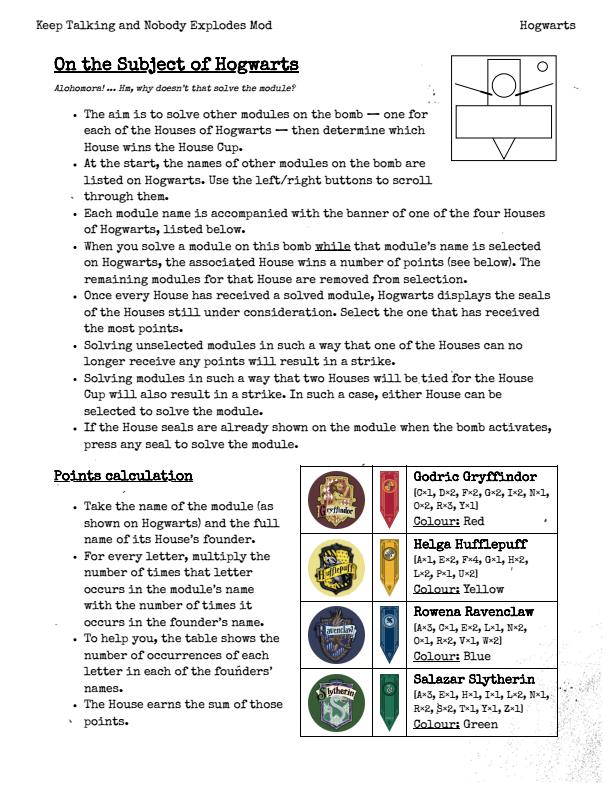 Keep Talking and Nobody Explodes Mod
Hogwarts
On the Subject of Hogwarts
Alohomora! ... Hm, why doesn't that solve the module?
• The aim is to solve other modules on the bomb — one for
each of the Houses of Hogwarts — then determine which
House wins the House Cup.
• At the start, the names of other modules on the bomb are
listed on Hogwarts. Use the left/right buttons to scroll
through them.
• Each module name is accompanied with the banner of one of the four Houses
of Hogwarts, listed below.
• When you solve a module on this bomb while that module's name is selected
on Hogwarts, the associated House wins a number of points (see below). The
remaining modules for that House are removed from selection.
• Once every House has received a solved module, Hogwarts displays the seals
of the Houses still under consideration. Select the one that has received
the most points.
• Solving unselected modules in such a way that one of the Houses can no
longer receive any points will result in a strike.
• Solving modules in such a way that two Houses will be tied for the House
Cup will also result in a strike. In such a case, either House can be
selected to solve the module.
• If the House seals are already shown on the module when the bomb activates,
press any seal to solve the module.
Points calculation
• Take the name of the module (as
shown on Hogwarts) and the full
name of its House's founder.
• For every letter, multiply the
number of times that letter
occurs in the module's name
with the number of times it
occurs in the founder's name.
• To help you, the table shows the
number of occurrences of each
letter in each of the founders'
names.
• The House earns the sum of those
points.
Gryffindor
Godric Gryffindor
[C×1, D×2, F×2, G×2, I×2, N×1,
O×2, R×3, Y×1]
Colour: Red
Hufflepuff
Helga Hufflepuff
[A×1, E×2, F×4, G×1, H×2,
L×2, P×1, U×2]
Colour: Yellow
Ravenclaw
Rowena Ravenclaw
[A×3, C×1, E×2, L×1, N×2,
O×1, R×2, V×1, W×2]
Colour: Blue
Slytherin
Salazar Slytherin
[A×3, E×1, H×1, I×1, L×2, N×1,
R×2, S×2, T×1, Y×1, Z×1]
Colour: Green